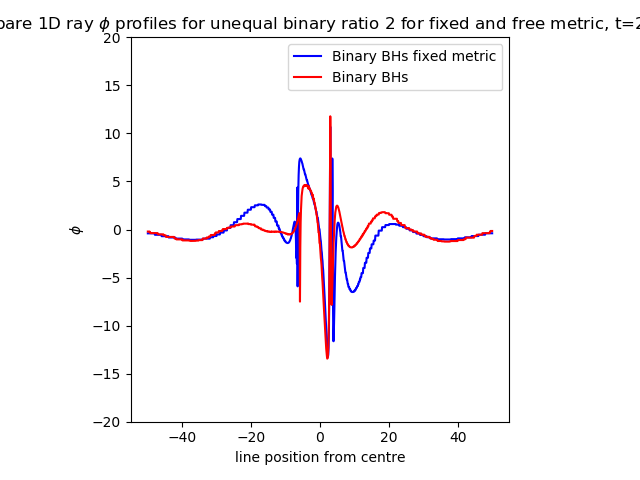 pare 1D ray ϕ profiles for unequal binary ratio 2 for fixed and free metric, t=2
20
15
10
5
0
−5
−10
−15
−20
ϕ
Binary BHs fixed metric
Binary BHs
−40 −20 0 20 40
line position from centre